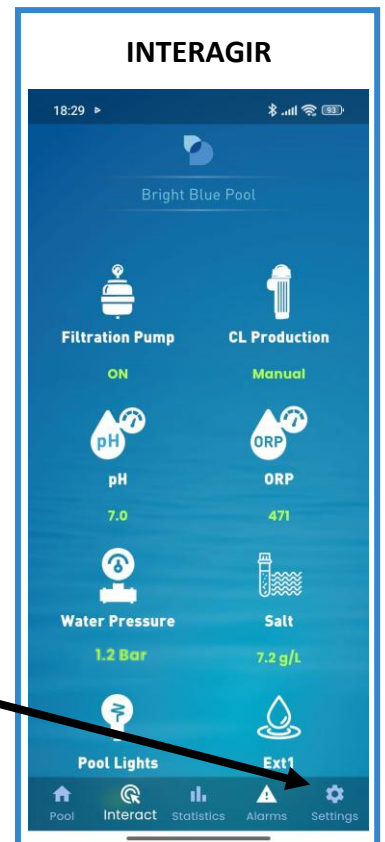 INTERAGIR
18:29
93
Bright Blue Pool
Filtration Pump CL Production
ON Manual
pH ORP
pH ORP
7.0 471
Water Pressure Salt
1.2 Bar 7.2 g/L
Pool Lights Ext1
Pool Interact Statistics Alarms Settings